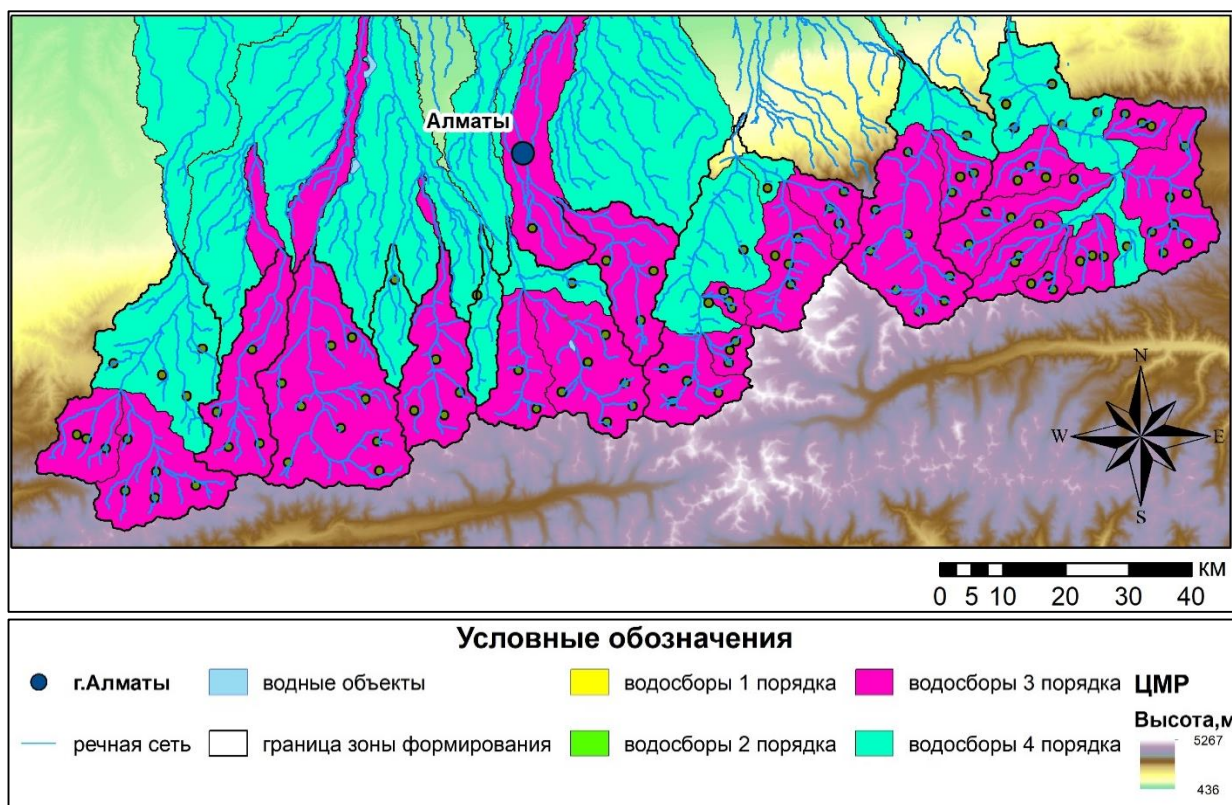 Алматы
N
W
E
S
КМ
0 5 10 20 30 40
Условные обозначения
г.Алматы
водные объекты
водосборы 1 порядка
водосборы 3 порядка
ЦМР
Высота,м
5267
речная сеть
граница зоны формирования
водосборы 2 порядка
водосборы 4 порядка
436